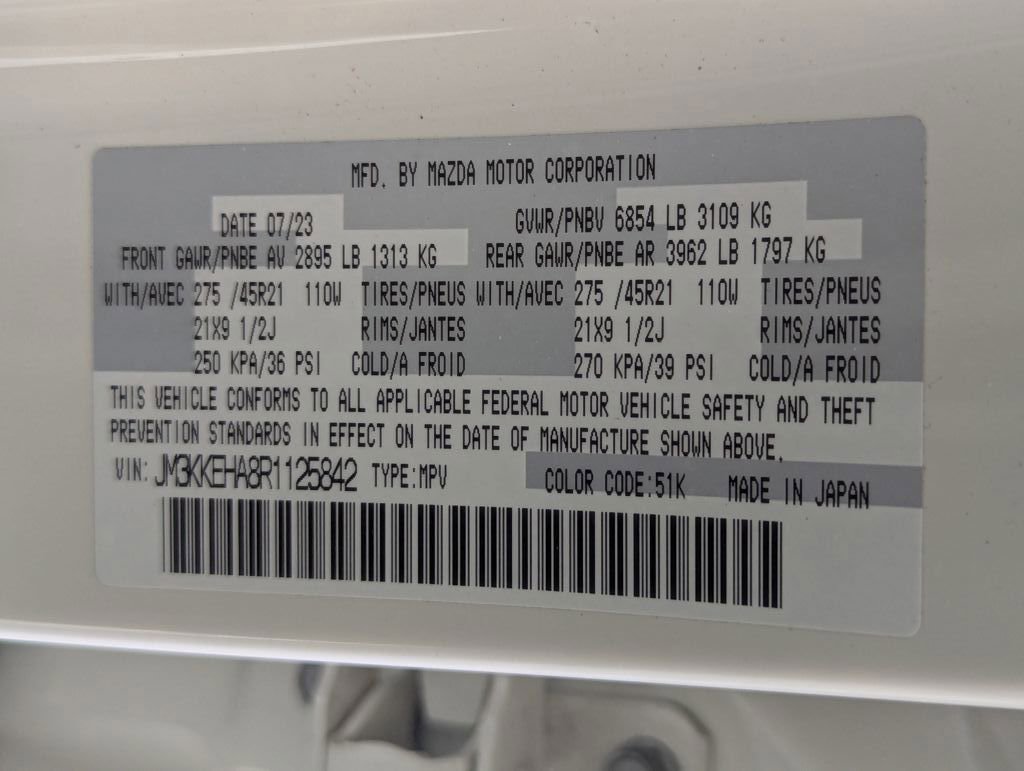 MFD. BY MAZDA MOTOR CORPORATION
DATE 07/23 GVWR/PNBV 6854 LB 3109 KG
FRONT GAWR/PNBE AV 2895 LB 1313 KG REAR GAWR/PNBE AR 3962 LB 1797 KG
WITH/AVEC 275 /45R21 110W TIRES/PNEUS WITH/AVEC 275 /45R21 110W TIRES/PNEUS
21X9 1/2J RIMS/JANTES 21X9 1/2J RIMS/JANTES
250 KPA/36 PSI COLD/A FROID 270 KPA/39 PSI COLD/A FROID
THIS VEHICLE CONFORMS TO ALL APPLICABLE FEDERAL MOTOR VEHICLE SAFETY AND THEFT
PREVENTION STANDARDS IN EFFECT ON THE DATE OF MANUFACTURE SHOWN ABOVE.
VIN: JM3KKEHA8R1125842 TYPE:MPV COLOR CODE:51K MADE IN JAPAN